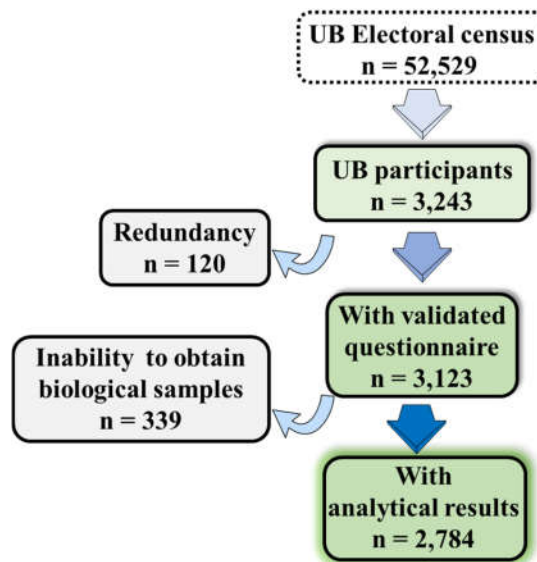 UB Electoral census
n = 52,529
UB participants
n = 3,243
Redundancy
n = 120
With validated
questionnaire
n = 3,123
Inability to obtain
biological samples
n = 339
With
analytical results
n = 2,784